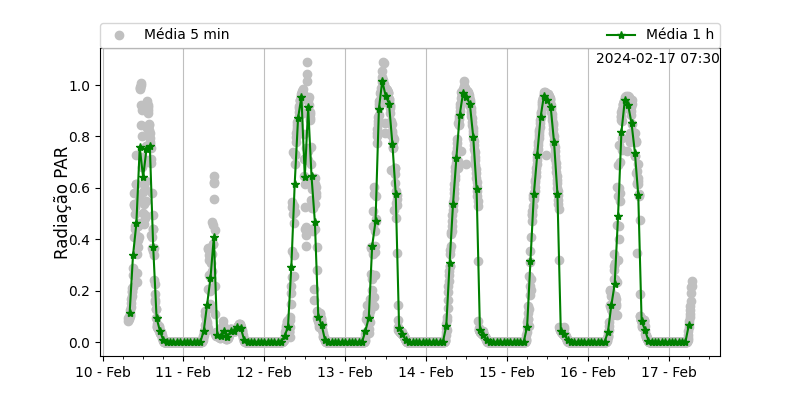 Média 5 min
Média 1 h
2024-02-17 07:30
Radiação PAR
1.0
0.8
0.6
0.4
0.2
0.0
10 - Feb
11 - Feb
12 - Feb
13 - Feb
14 - Feb
15 - Feb
16 - Feb
17 - Feb